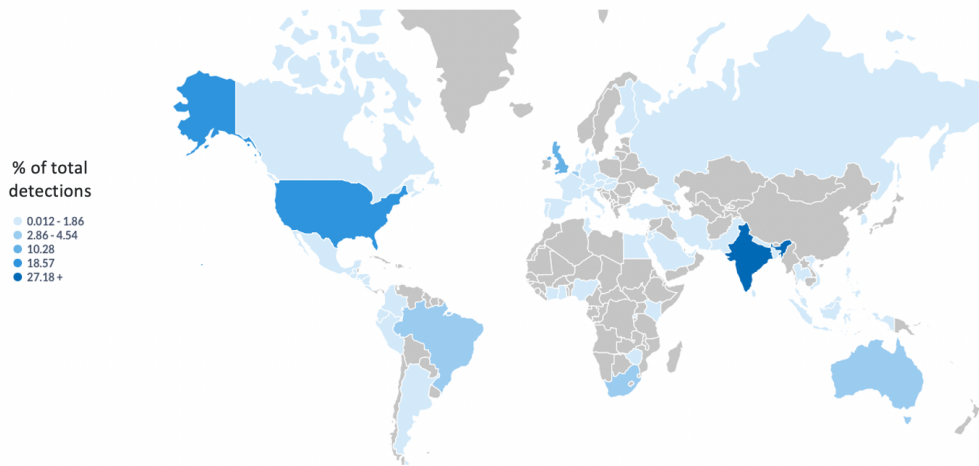 % of total
detections
0.012 - 1.86
2.86 - 4.54
10.28
18.57
27.18 +